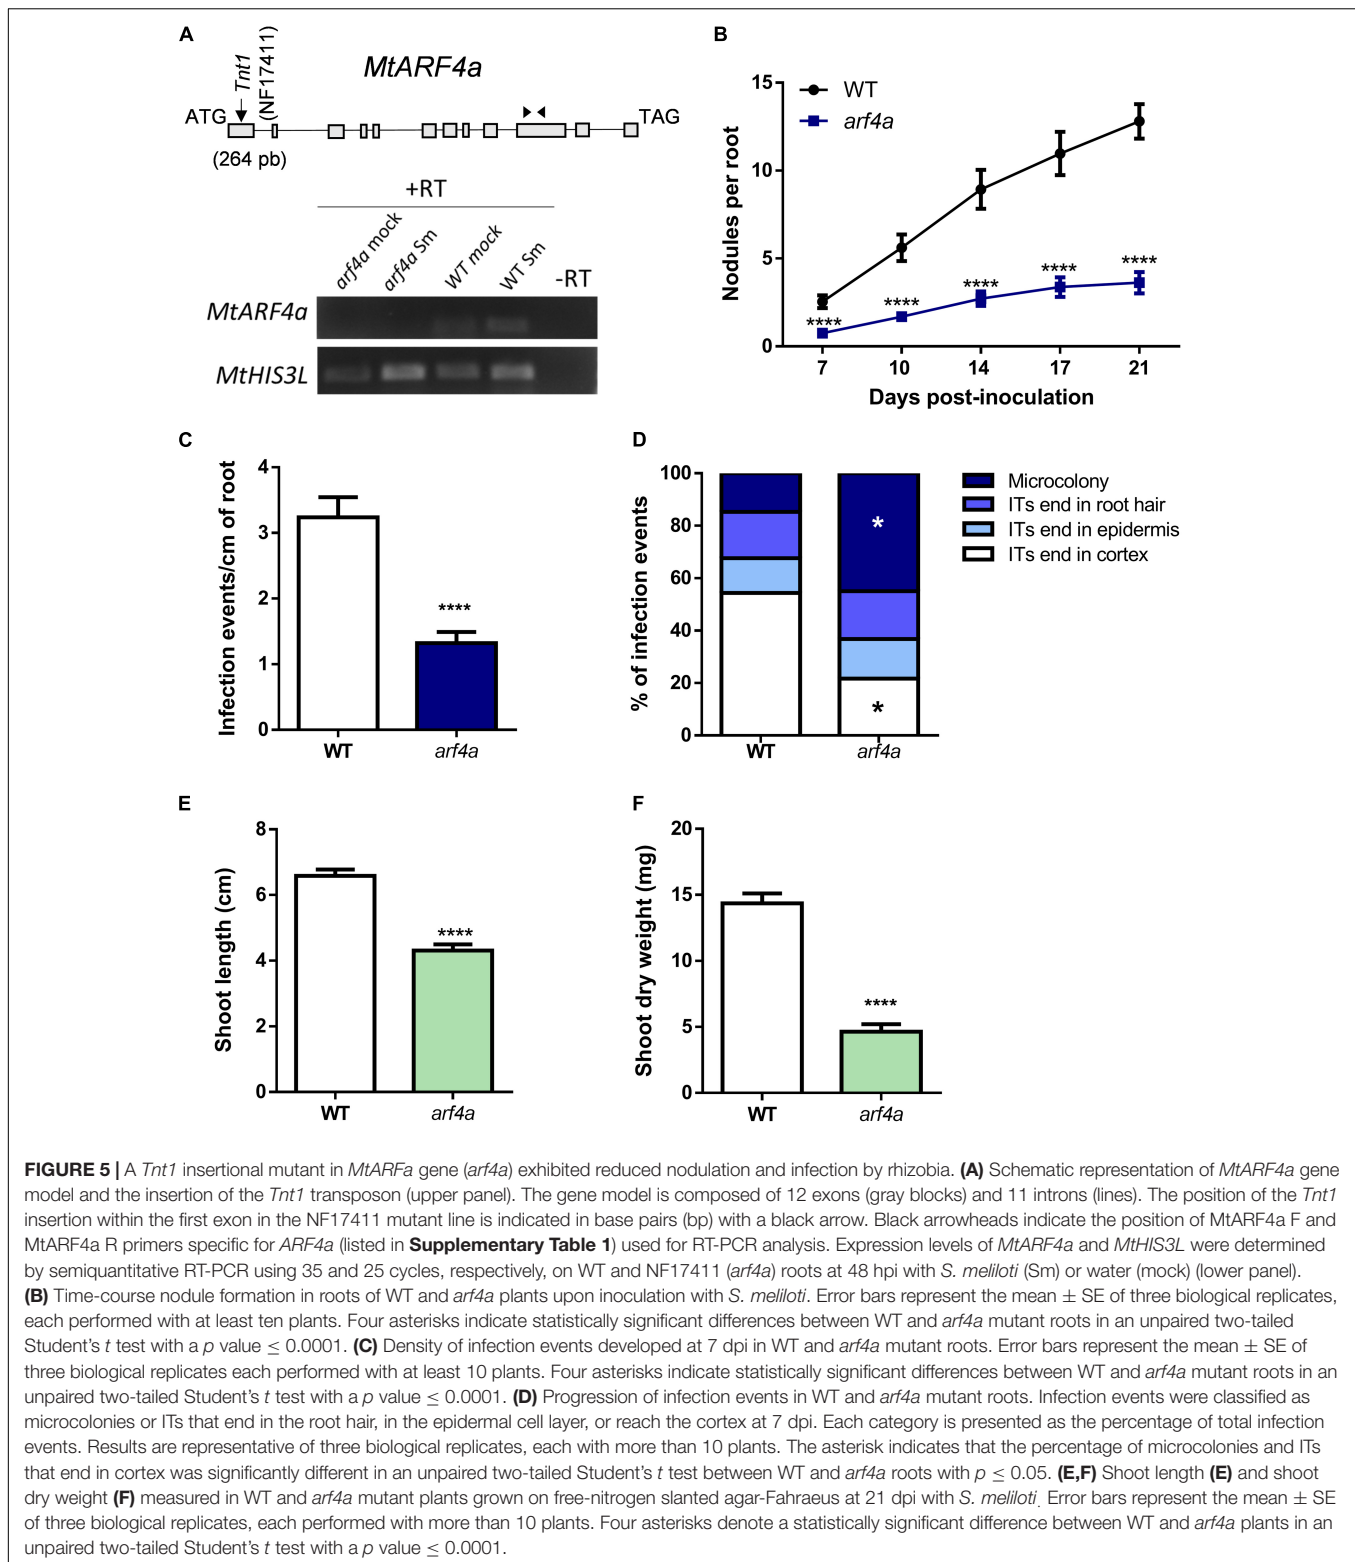 A
Tnt1
(NF17411)
MtARF4a
ATG
TAG
(264 pb)
+RT
arf4a mock
arf4a Sm
WT mock
WT Sm
-RT
MtARF4a
MtHIS3L
B
15
10
5
0
Nodules per root
WT
arf4a
****
****
****
****
****
7 10 14 17 21
Days post-inoculation
C
4
3
2
1
0
Infection events/cm of root
****
WT arf4a
D
100
80
60
40
20
0
% of infection events
*
*
WT arf4a
Microcolony
ITs end in root hair
ITs end in epidermis
ITs end in cortex
E
8
6
4
2
0
Shoot length (cm)
****
WT arf4a
F
20
15
10
5
0
Shoot dry weight (mg)
****
WT arf4a
FIGURE 5 | A Tnt1 insertional mutant in MtARFa gene (arf4a) exhibited reduced nodulation and infection by rhizobia. (A) Schematic representation of MtARF4a gene
model and the insertion of the Tnt1 transposon (upper panel). The gene model is composed of 12 exons (gray blocks) and 11 introns (lines). The position of the Tnt1
insertion within the first exon in the NF17411 mutant line is indicated in base pairs (bp) with a black arrow. Black arrowheads indicate the position of MtARF4a F and
MtARF4a R primers specific for ARF4a (listed in Supplementary Table 1) used for RT-PCR analysis. Expression levels of MtARF4a and MtHIS3L were determined
by semiquantitative RT-PCR using 35 and 25 cycles, respectively, on WT and NF17411 (arf4a) roots at 48 hpi with S. meliloti (Sm) or water (mock) (lower panel).
(B) Time-course nodule formation in roots of WT and arf4a plants upon inoculation with S. meliloti. Error bars represent the mean ± SE of three biological replicates,
each performed with at least ten plants. Four asterisks indicate statistically significant differences between WT and arf4a mutant roots in an unpaired two-tailed
Student's t test with a p value ≤ 0.0001. (C) Density of infection events developed at 7 dpi in WT and arf4a mutant roots. Error bars represent the mean ± SE of
three biological replicates each performed with at least 10 plants. Four asterisks indicate statistically significant differences between WT and arf4a mutant roots in an
unpaired two-tailed Student's t test with a p value ≤ 0.0001. (D) Progression of infection events in WT and arf4a mutant roots. Infection events were classified as
microcolonies or ITs that end in the root hair, in the epidermal cell layer, or reach the cortex at 7 dpi. Each category is presented as the percentage of total infection
events. Results are representative of three biological replicates, each with more than 10 plants. The asterisk indicates that the percentage of microcolonies and ITs
that end in cortex was significantly different in an unpaired two-tailed Student's t test between WT and arf4a roots with p ≤ 0.05. (E,F) Shoot length (E) and shoot
dry weight (F) measured in WT and arf4a mutant plants grown on free-nitrogen slanted agar-Fahraeus at 21 dpi with S. meliloti. Error bars represent the mean ± SE
of three biological replicates, each performed with more than 10 plants. Four asterisks denote a statistically significant difference between WT and arf4a plants in an
unpaired two-tailed Student's t test with a p value ≤ 0.0001.